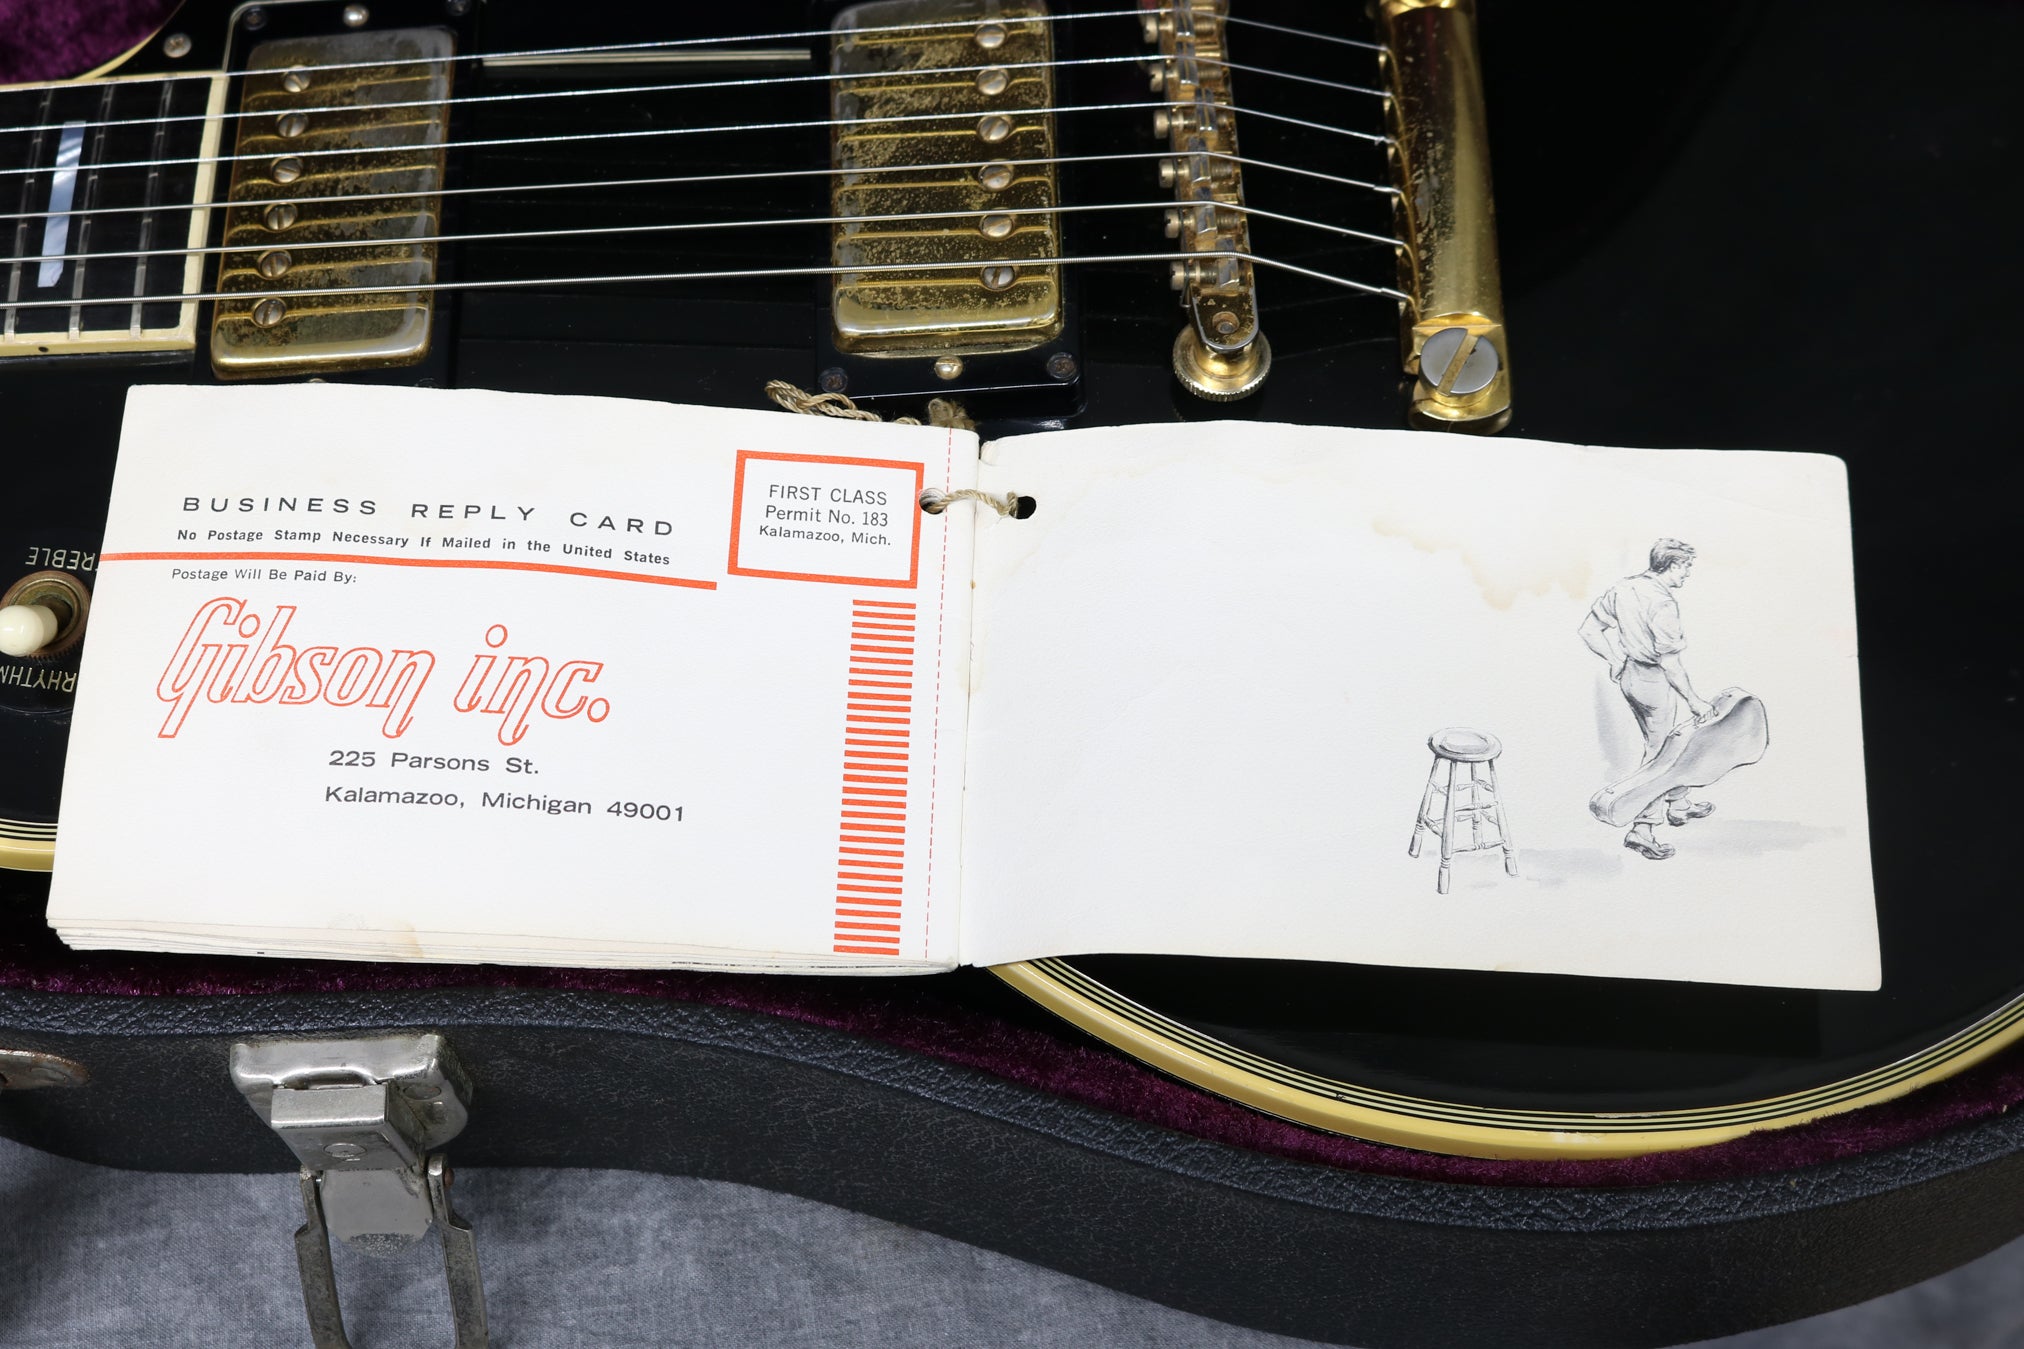 BUSINESS REPLY CARD
No Postage Stamp Necessary If Mailed in the United States
FIRST CLASS
Permit No. 183
Kalamazoo, Mich.
Postage Will Be Paid By:
Gibson inc.
225 Parsons St.
Kalamazoo, Michigan 49001
REBLE
RHYTHM